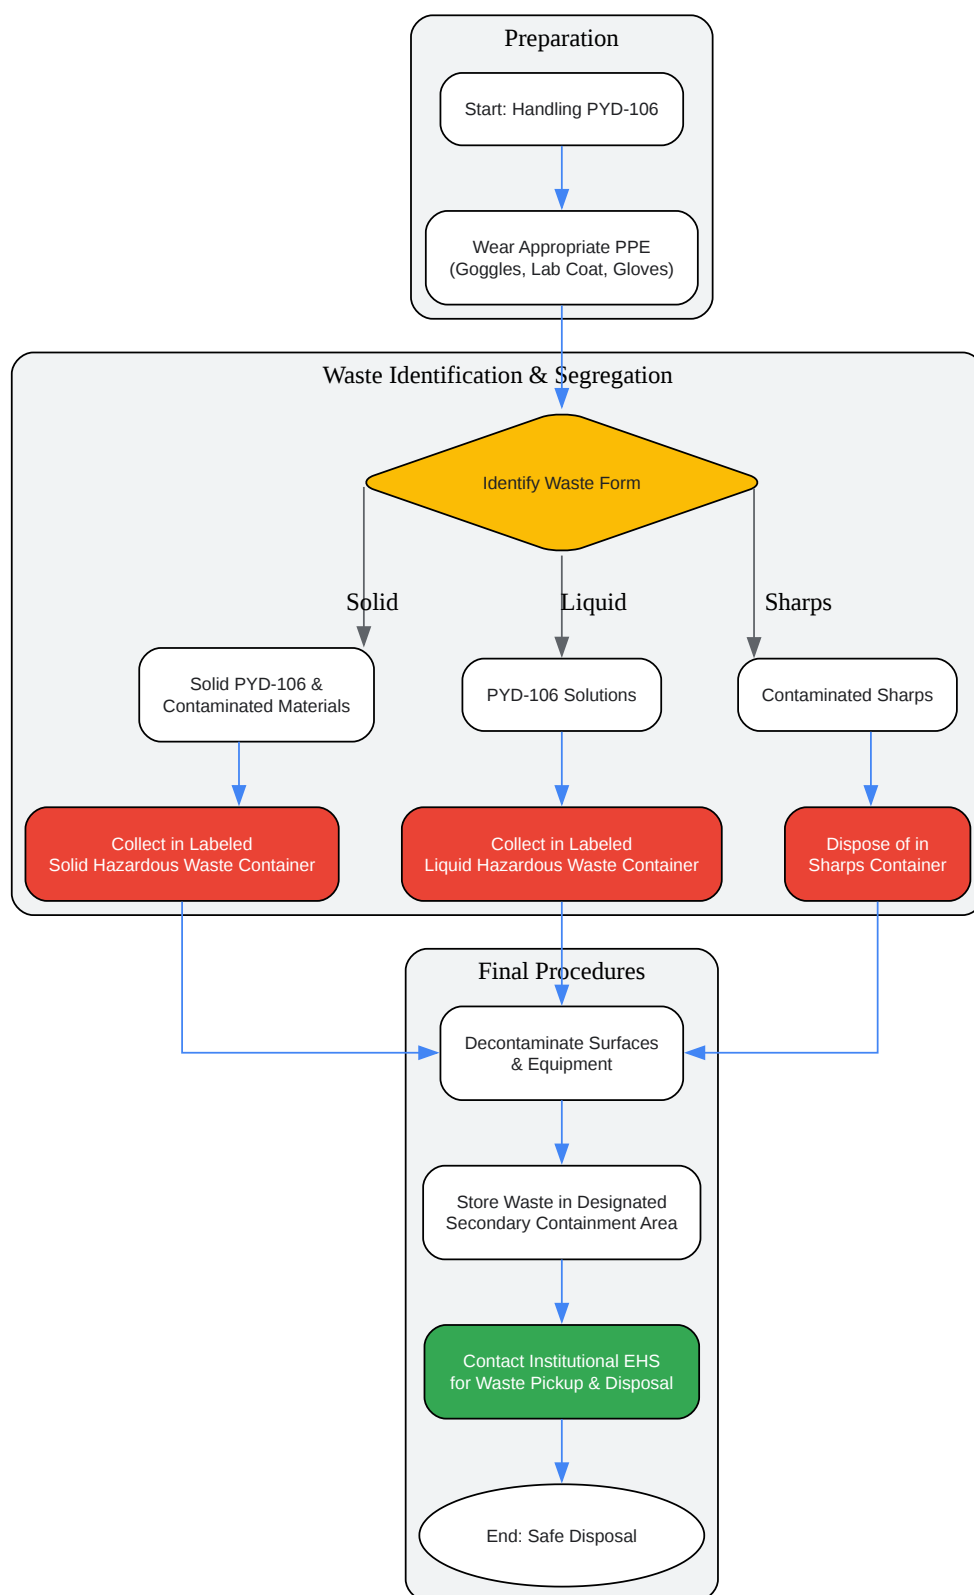 Preparation
Start: Handling PYD-106
Wear Appropriate PPE
(Goggles, Lab Coat, Gloves)
Waste Identification & Segregation
Identify Waste Form
Solid
Liquid
Sharps
Solid PYD-106 &
Contaminated Materials
PYD-106 Solutions
Contaminated Sharps
Collect in Labeled
Solid Hazardous Waste Container
Collect in Labeled
Liquid Hazardous Waste Container
Dispose of in
Sharps Container
Final Procedures
Decontaminate Surfaces
& Equipment
Store Waste in Designated
Secondary Containment Area
Contact Institutional EHS
for Waste Pickup & Disposal
End: Safe Disposal